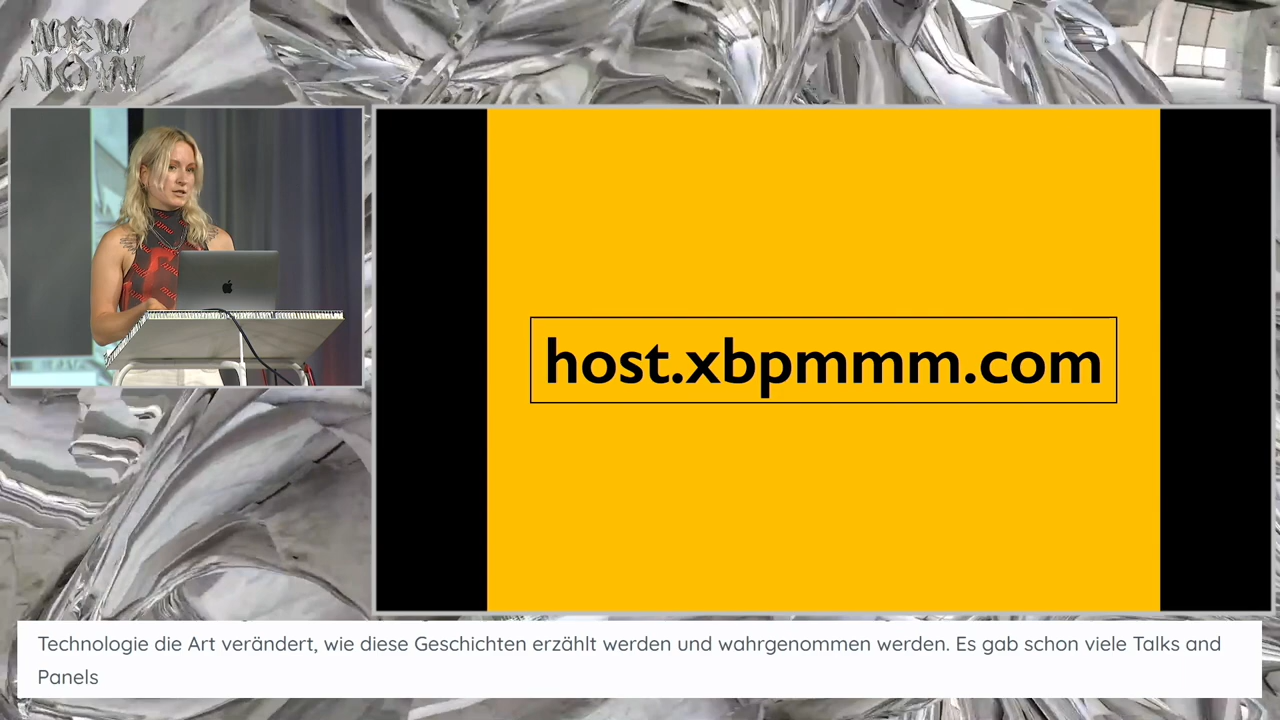 NEW
NOW
host.xbpmmm.com
Technologie die Art verändert, wie diese Geschichten erzählt werden und wahrgenommen werden. Es gab schon viele Talks and
Panels